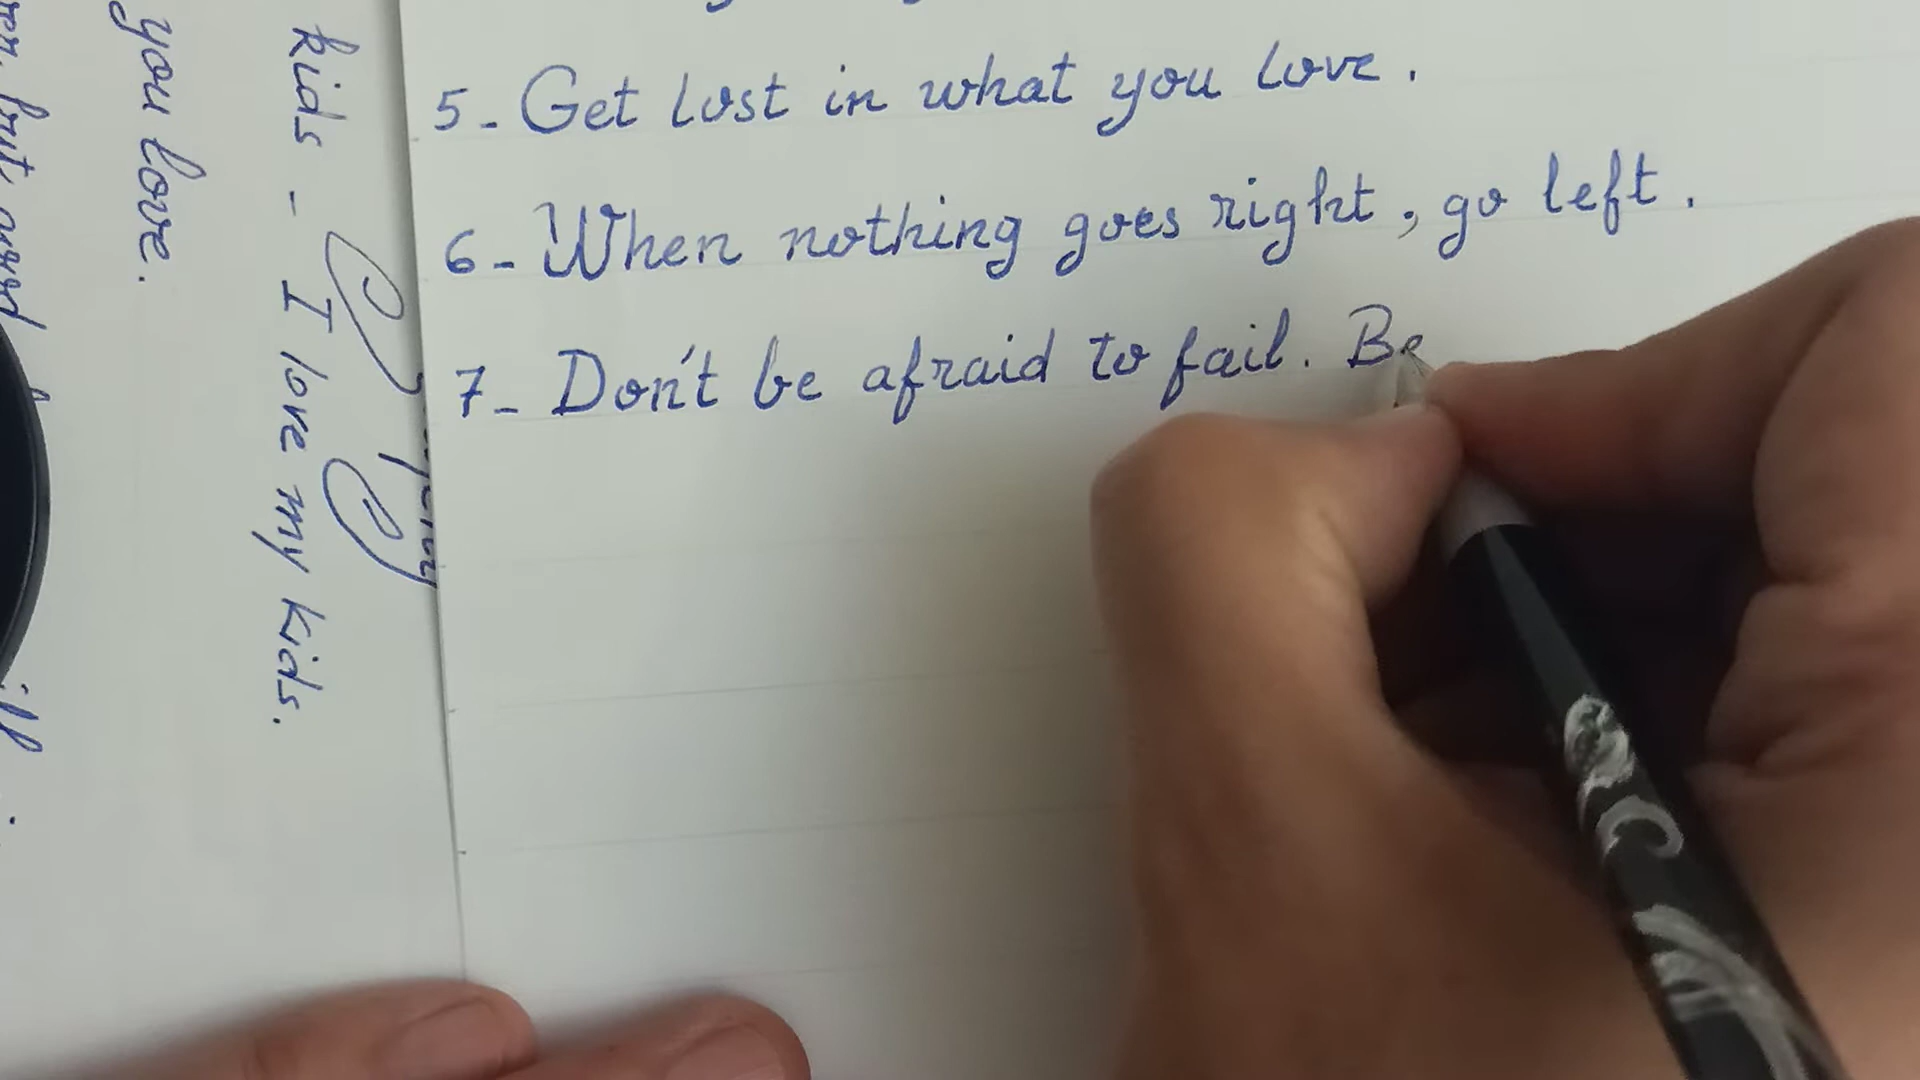 5 - Get lost in what you love.
6 - When nothing goes right, go left.
7 - Don't be afraid to fail. Be
kids - I love my kids.
you love.